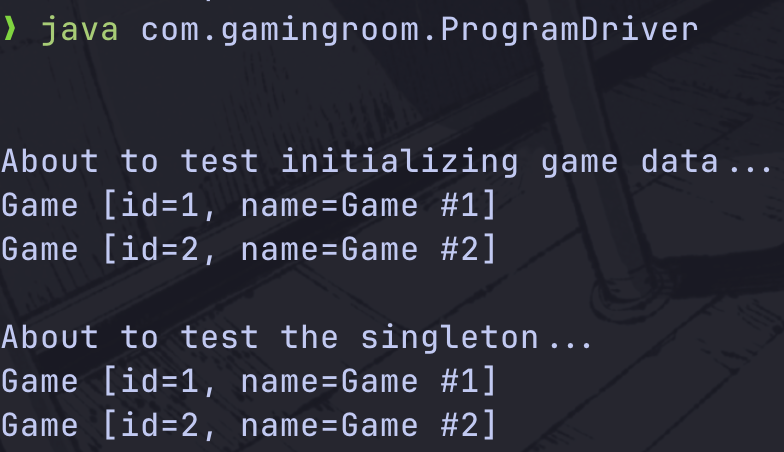 ❯ java com.gamingroom.ProgramDriver
About to test initializing game data...
Game [id=1, name=Game #1]
Game [id=2, name=Game #2]
About to test the singleton...
Game [id=1, name=Game #1]
Game [id=2, name=Game #2]